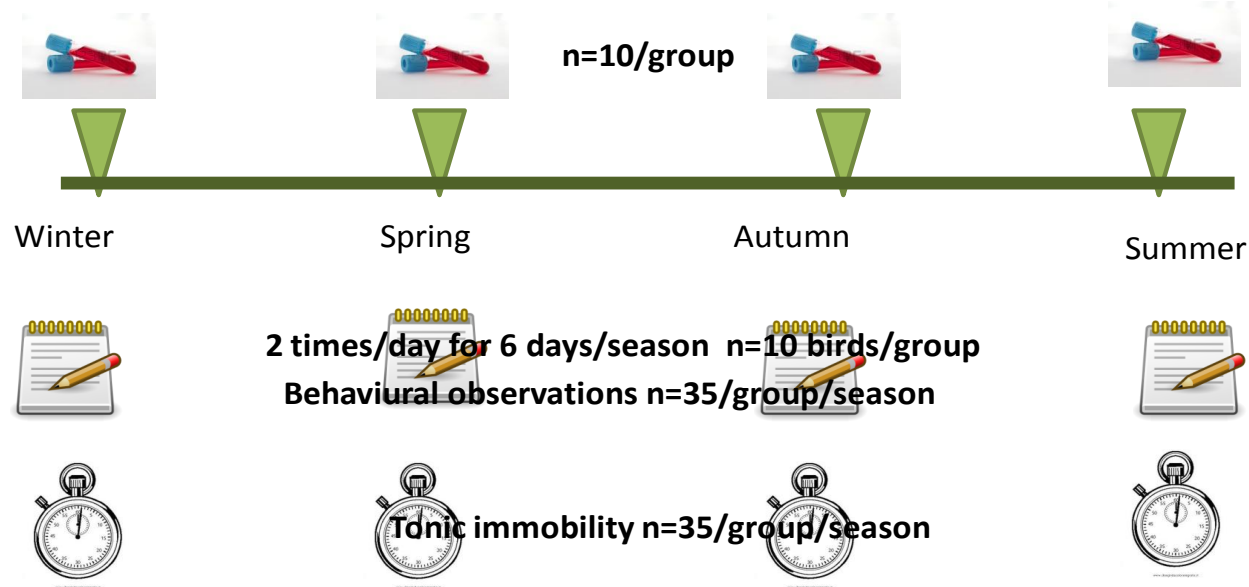 n=10/group
Winter
Spring
Autumn
Summer
2 times/day for 6 days/season n=10 birds/group
Behaviural observations n=35/group/season
Tonic immobility n=35/group/season